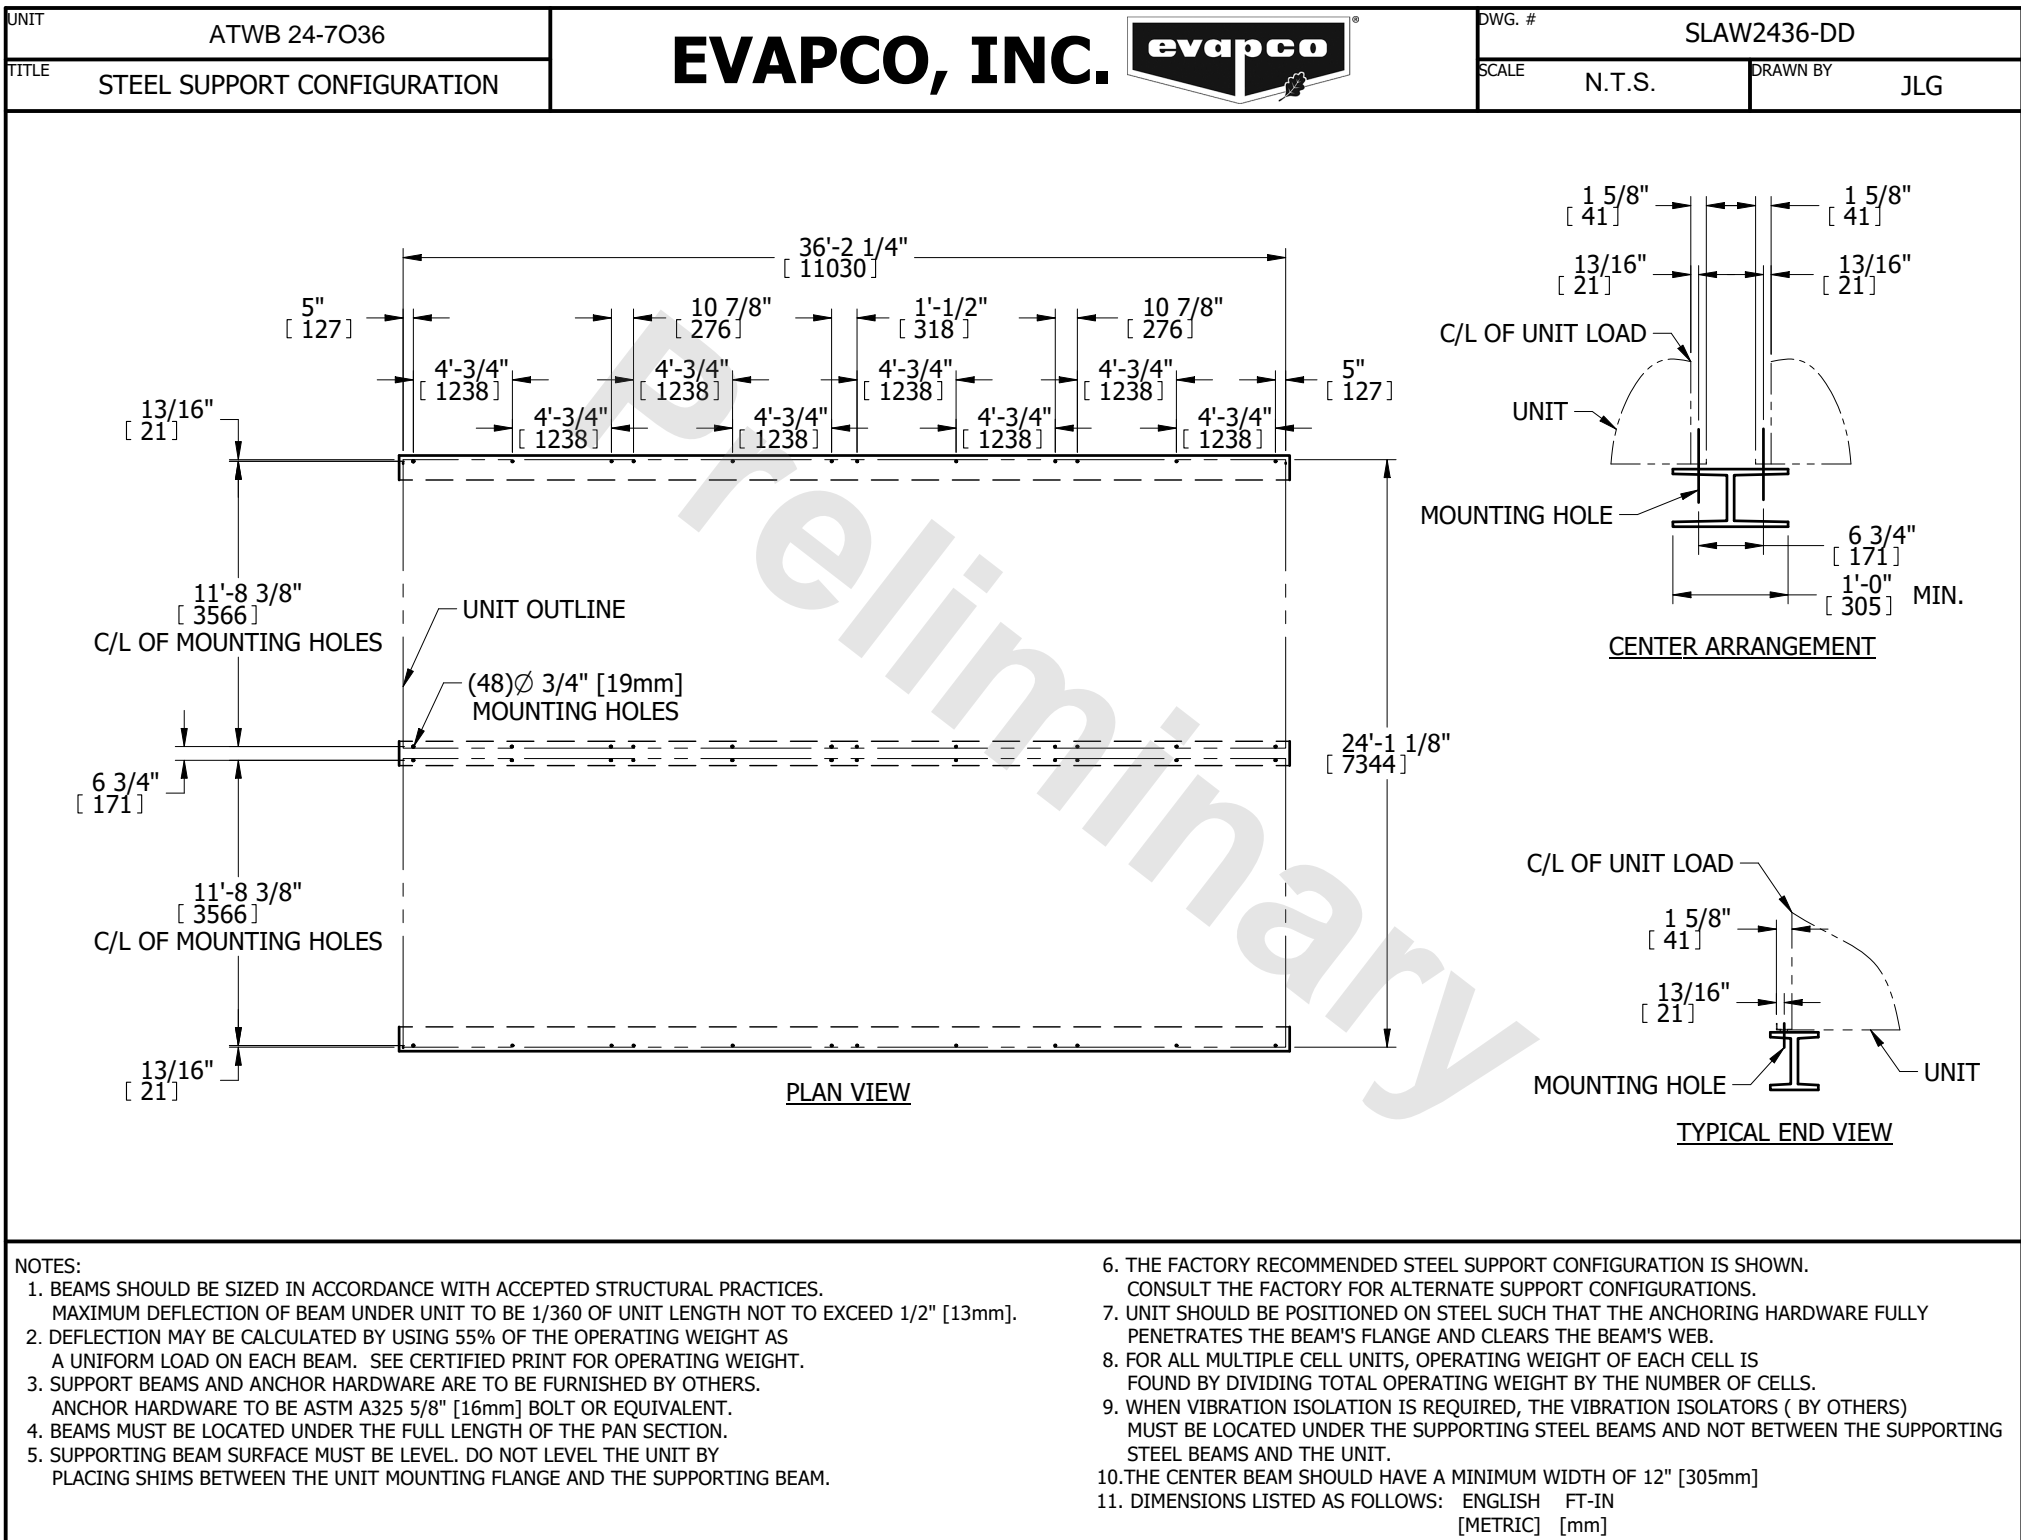 UNIT
ATWB 24-7O36
TITLE
STEEL SUPPORT CONFIGURATION
EVAPCO, INC.
evapco
®
DWG. #
SLAW2436-DD
SCALE
N.T.S.
DRAWN BY
JLG
36'-2 1/4"
[ 11030 ]
5"
[ 127 ]
10 7/8"
[ 276 ]
1'-1/2"
[ 318 ]
10 7/8"
[ 276 ]
4'-3/4"
[ 1238 ]
4'-3/4"
[ 1238 ]
4'-3/4"
[ 1238 ]
4'-3/4"
[ 1238 ]
5"
[ 127 ]
4'-3/4"
[ 1238 ]
4'-3/4"
[ 1238 ]
4'-3/4"
[ 1238 ]
4'-3/4"
[ 1238 ]
13/16"
[ 21 ]
11'-8 3/8"
[ 3566 ]
C/L OF MOUNTING HOLES
UNIT OUTLINE
(48)Ø 3/4" [19mm]
MOUNTING HOLES
6 3/4"
[ 171 ]
24'-1 1/8"
[ 7344 ]
11'-8 3/8"
[ 3566 ]
C/L OF MOUNTING HOLES
13/16"
[ 21 ]
PLAN VIEW
Preliminary
1 5/8"
[ 41 ]
1 5/8"
[ 41 ]
13/16"
[ 21 ]
13/16"
[ 21 ]
C/L OF UNIT LOAD
UNIT
MOUNTING HOLE
6 3/4"
[ 171 ]
1'-0"
[ 305 ]
MIN.
CENTER ARRANGEMENT
C/L OF UNIT LOAD
1 5/8"
[ 41 ]
13/16"
[ 21 ]
MOUNTING HOLE
UNIT
TYPICAL END VIEW
NOTES:
1. BEAMS SHOULD BE SIZED IN ACCORDANCE WITH ACCEPTED STRUCTURAL PRACTICES.
MAXIMUM DEFLECTION OF BEAM UNDER UNIT TO BE 1/360 OF UNIT LENGTH NOT TO EXCEED 1/2" [13mm].
2. DEFLECTION MAY BE CALCULATED BY USING 55% OF THE OPERATING WEIGHT AS
A UNIFORM LOAD ON EACH BEAM. SEE CERTIFIED PRINT FOR OPERATING WEIGHT.
3. SUPPORT BEAMS AND ANCHOR HARDWARE ARE TO BE FURNISHED BY OTHERS.
ANCHOR HARDWARE TO BE ASTM A325 5/8" [16mm] BOLT OR EQUIVALENT.
4. BEAMS MUST BE LOCATED UNDER THE FULL LENGTH OF THE PAN SECTION.
5. SUPPORTING BEAM SURFACE MUST BE LEVEL. DO NOT LEVEL THE UNIT BY
PLACING SHIMS BETWEEN THE UNIT MOUNTING FLANGE AND THE SUPPORTING BEAM.
6. THE FACTORY RECOMMENDED STEEL SUPPORT CONFIGURATION IS SHOWN.
CONSULT THE FACTORY FOR ALTERNATE SUPPORT CONFIGURATIONS.
7. UNIT SHOULD BE POSITIONED ON STEEL SUCH THAT THE ANCHORING HARDWARE FULLY
PENETRATES THE BEAM'S FLANGE AND CLEARS THE BEAM'S WEB.
8. FOR ALL MULTIPLE CELL UNITS, OPERATING WEIGHT OF EACH CELL IS
FOUND BY DIVIDING TOTAL OPERATING WEIGHT BY THE NUMBER OF CELLS.
9. WHEN VIBRATION ISOLATION IS REQUIRED, THE VIBRATION ISOLATORS ( BY OTHERS)
MUST BE LOCATED UNDER THE SUPPORTING STEEL BEAMS AND NOT BETWEEN THE SUPPORTING
STEEL BEAMS AND THE UNIT.
10.THE CENTER BEAM SHOULD HAVE A MINIMUM WIDTH OF 12" [305mm]
11. DIMENSIONS LISTED AS FOLLOWS: ENGLISH FT-IN
[METRIC] [mm]